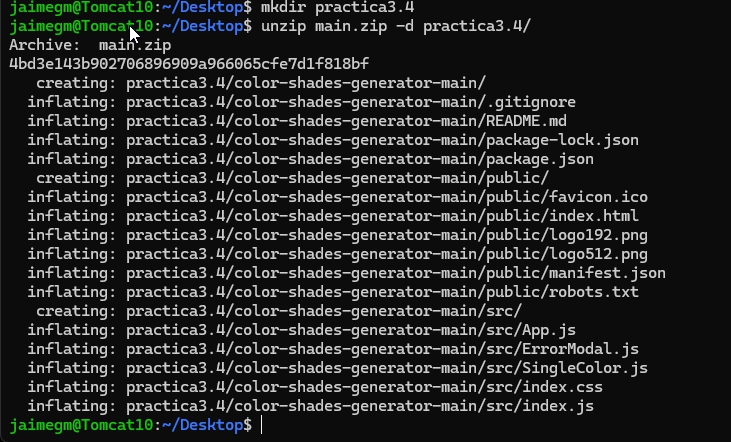 jaimegm@Tomcat10:~/Desktop$ mkdir practica3.4
jaimegm@Tomcat10:~/Desktop$ unzip main.zip -d practica3.4/
Archive:  main.zip
4bd3e143b902706896909a966065cfe7d1f818bf
   creating: practica3.4/color-shades-generator-main/
  inflating: practica3.4/color-shades-generator-main/.gitignore
  inflating: practica3.4/color-shades-generator-main/README.md
  inflating: practica3.4/color-shades-generator-main/package-lock.json
  inflating: practica3.4/color-shades-generator-main/package.json
   creating: practica3.4/color-shades-generator-main/public/
  inflating: practica3.4/color-shades-generator-main/public/favicon.ico
  inflating: practica3.4/color-shades-generator-main/public/index.html
  inflating: practica3.4/color-shades-generator-main/public/logo192.png
  inflating: practica3.4/color-shades-generator-main/public/logo512.png
  inflating: practica3.4/color-shades-generator-main/public/manifest.json
  inflating: practica3.4/color-shades-generator-main/public/robots.txt
   creating: practica3.4/color-shades-generator-main/src/
  inflating: practica3.4/color-shades-generator-main/src/App.js
  inflating: practica3.4/color-shades-generator-main/src/ErrorModal.js
  inflating: practica3.4/color-shades-generator-main/src/SingleColor.js
  inflating: practica3.4/color-shades-generator-main/src/index.css
  inflating: practica3.4/color-shades-generator-main/src/index.js
jaimegm@Tomcat10:~/Desktop$